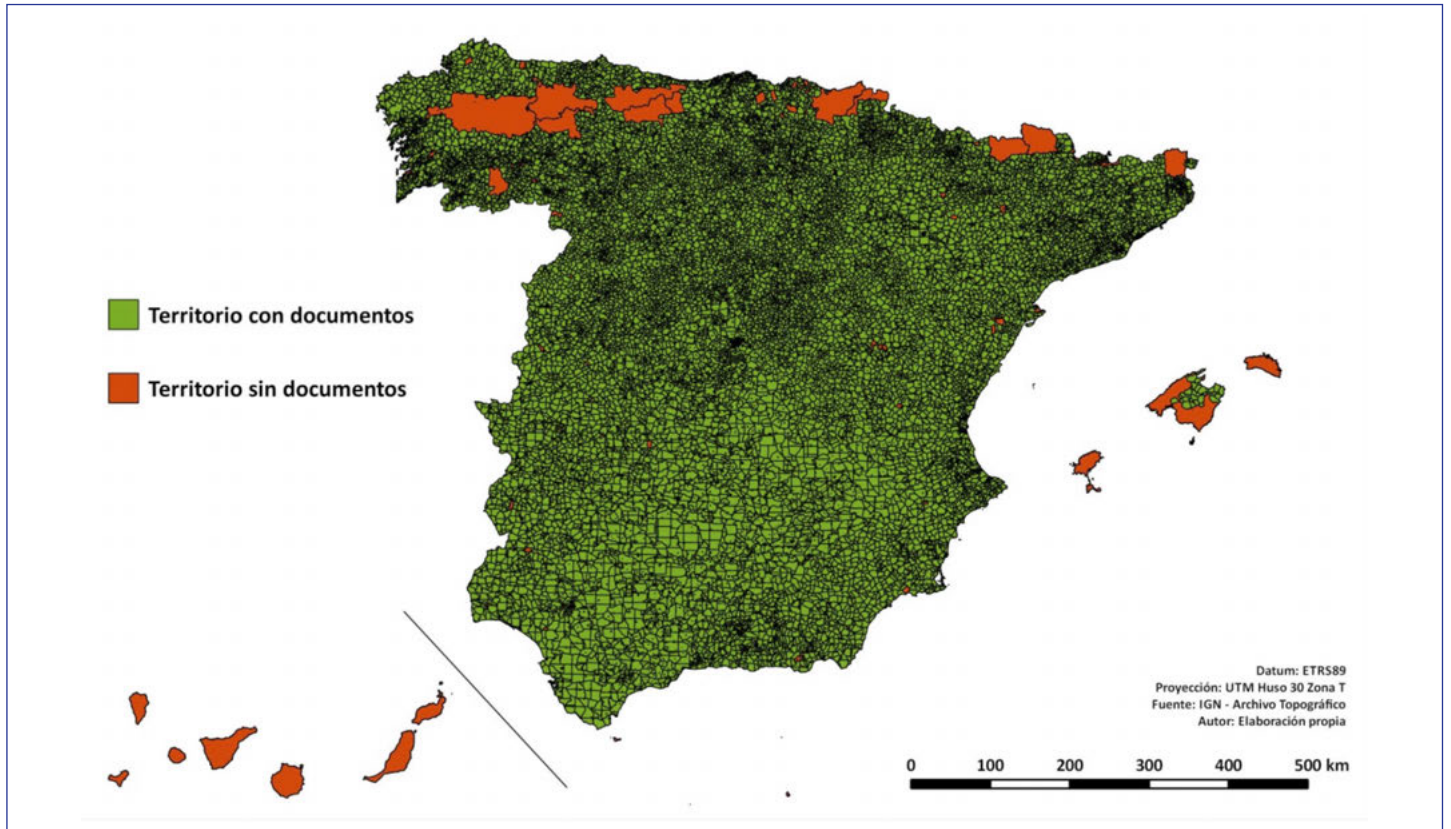 Territorio con documentos
Territorio sin documentos
Datum: ETRS89
Proyección: UTM Huso 30 Zona T
Fuente: IGN - Archivo Topográfico
Autor: Elaboración propia
0 100 200 300 400 500 km